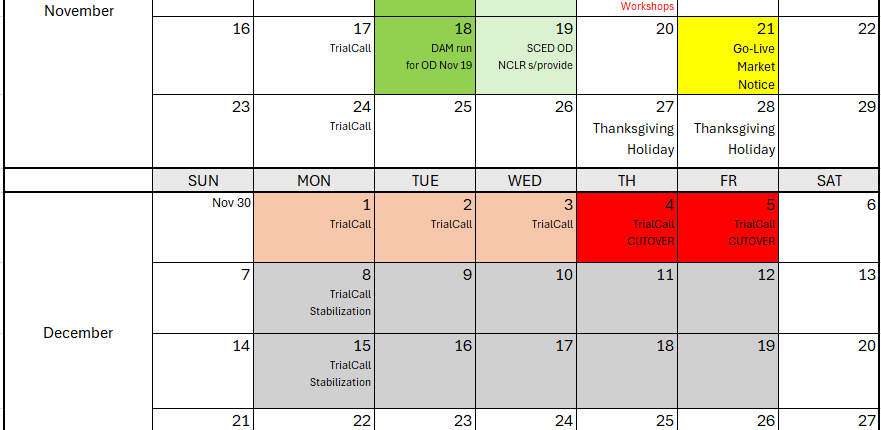 November
Workshops
16 17 18 19 20 21 22
TrialCall DAM run SCED OD Go-Live
for OD Nov 19 NCLR s/provide Market
Notice
23 24 25 26 27 28 29
TrialCall Thanksgiving Thanksgiving
Holiday Holiday
SUN MON TUE WED TH FR SAT
Nov 30 1 2 3 4 5 6
TrialCall TrialCall TrialCall TrialCall TrialCall
CUTOVER CUTOVER
7 8 9 10 11 12 13
TrialCall
Stabilization
December
14 15 16 17 18 19 20
TrialCall
Stabilization
21 22 23 24 25 26 27